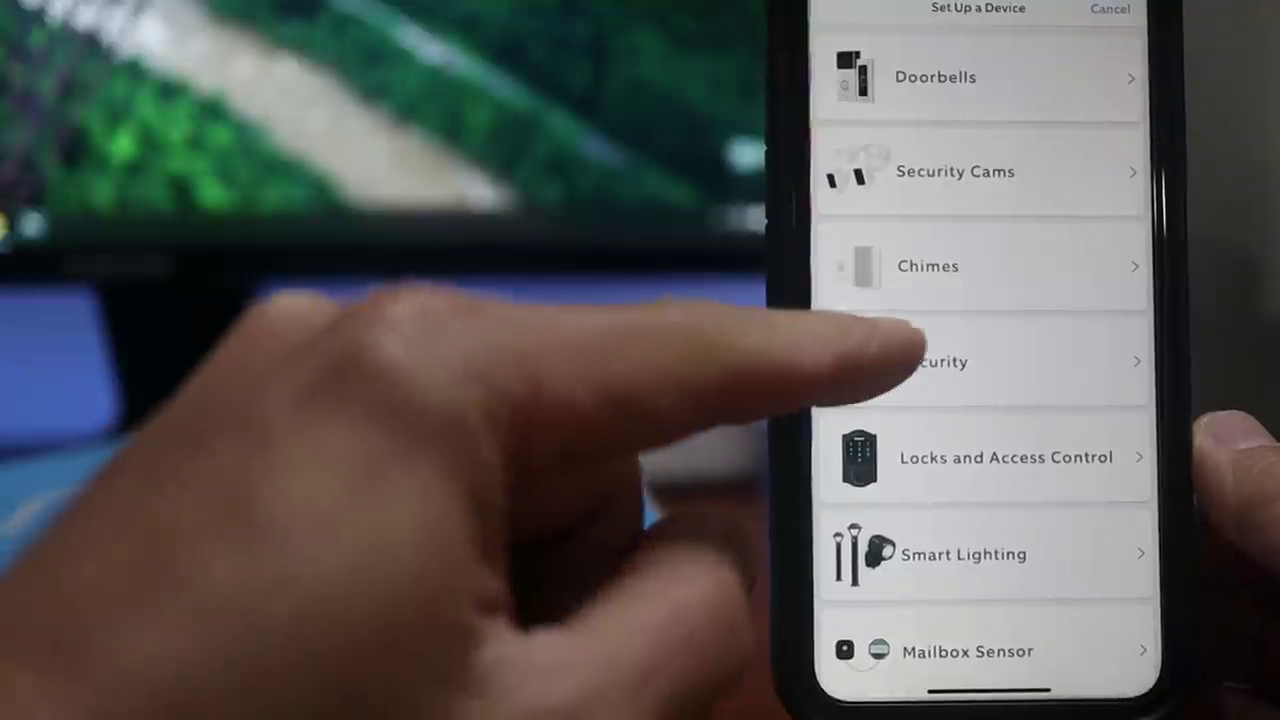 Set Up a Device
Cancel
Doorbells
Security Cams
Chimes
curity
Locks and Access Control
Smart Lighting
Mailbox Sensor